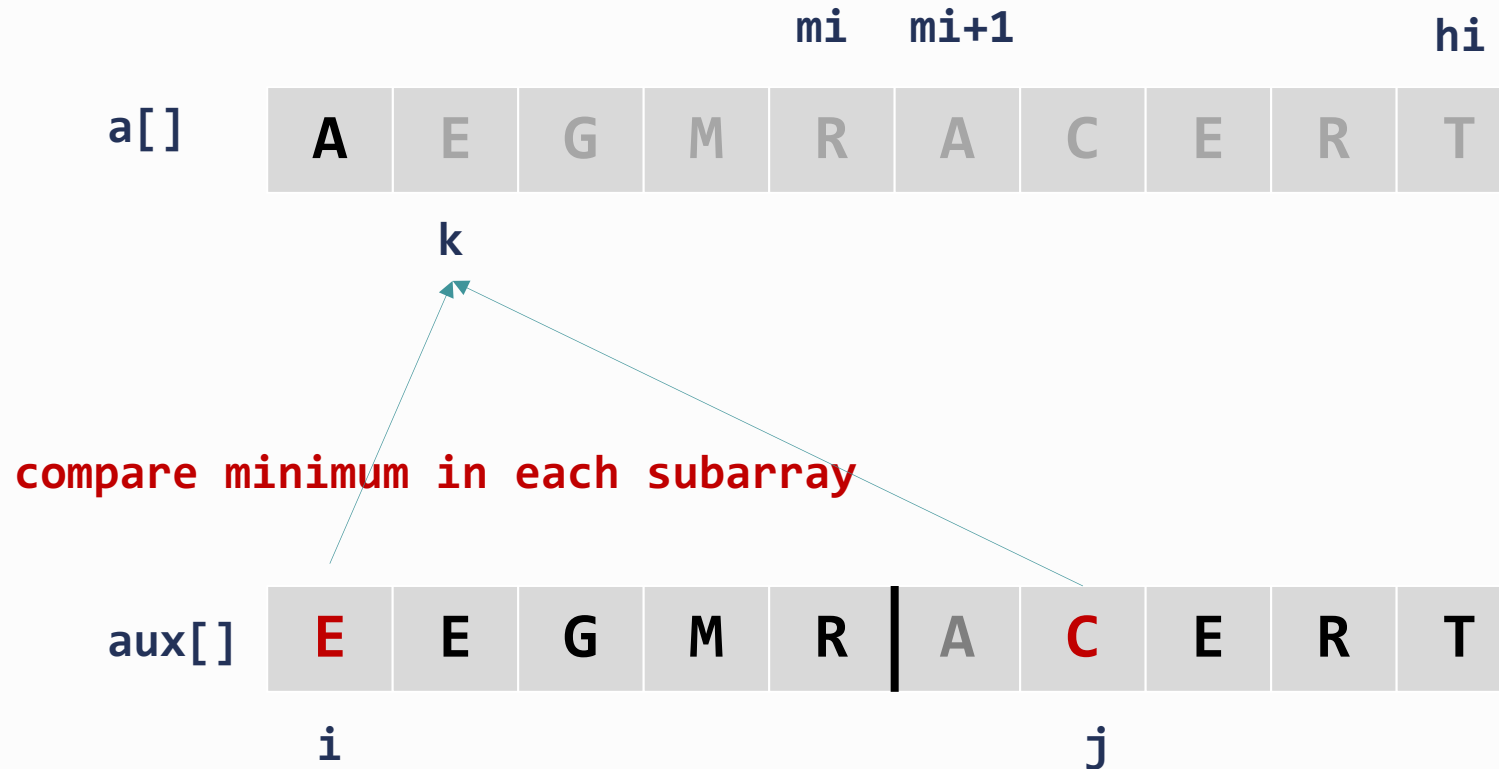 mi mi+1 hi
a[] A E G M R A C E R T
k
compare minimum in each subarray
aux[] E E G M R A C E R T
i j